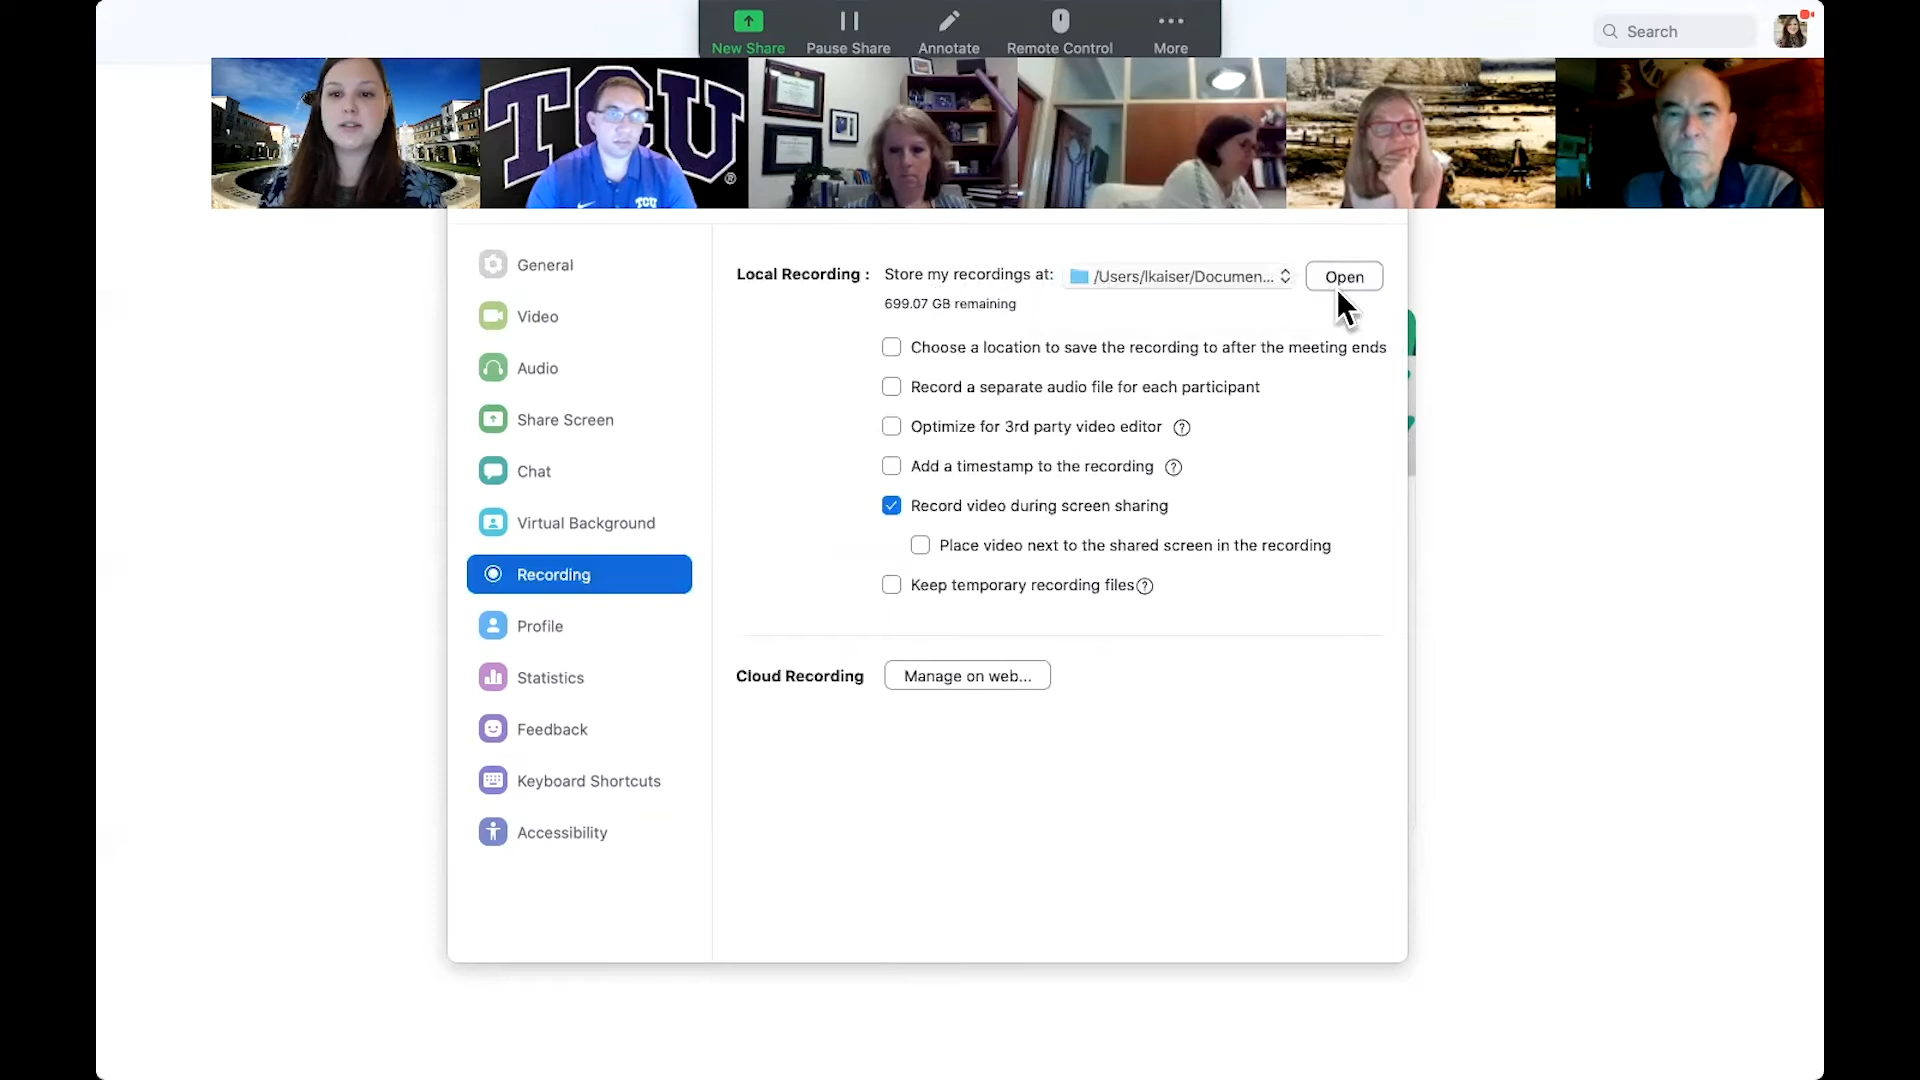 New Share
Pause Share
Annotate
Remote Control
More
Search
TCU
®
TCU
General
Video
Audio
Share Screen
Chat
Virtual Background
Recording
Profile
Statistics
Feedback
Keyboard Shortcuts
Accessibility
Local Recording : Store my recordings at: /Users/lkaiser/Documen... Open
699.07 GB remaining
Choose a location to save the recording to after the meeting ends
Record a separate audio file for each participant
Optimize for 3rd party video editor ?
Add a timestamp to the recording ?
Record video during screen sharing
Place video next to the shared screen in the recording
Keep temporary recording files ?
Cloud Recording Manage on web...